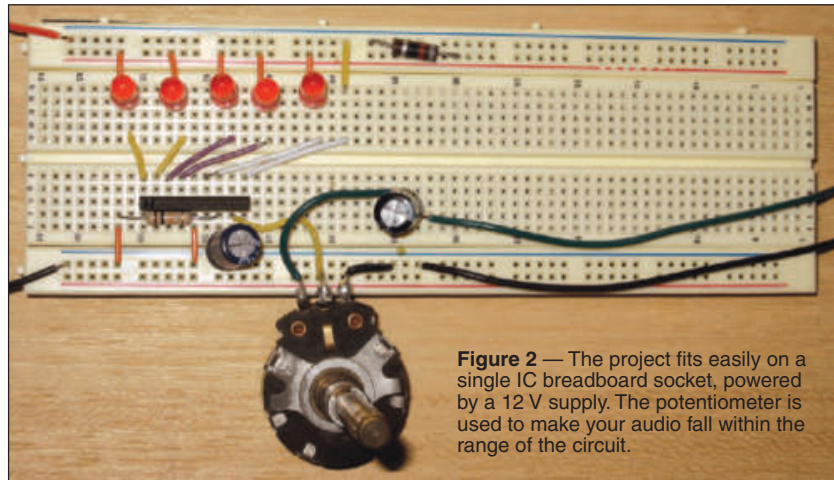 Figure 2 — The project fits easily on a
single IC breadboard socket, powered
by a 12 V supply. The potentiometer is
used to make your audio fall within the
range of the circuit.